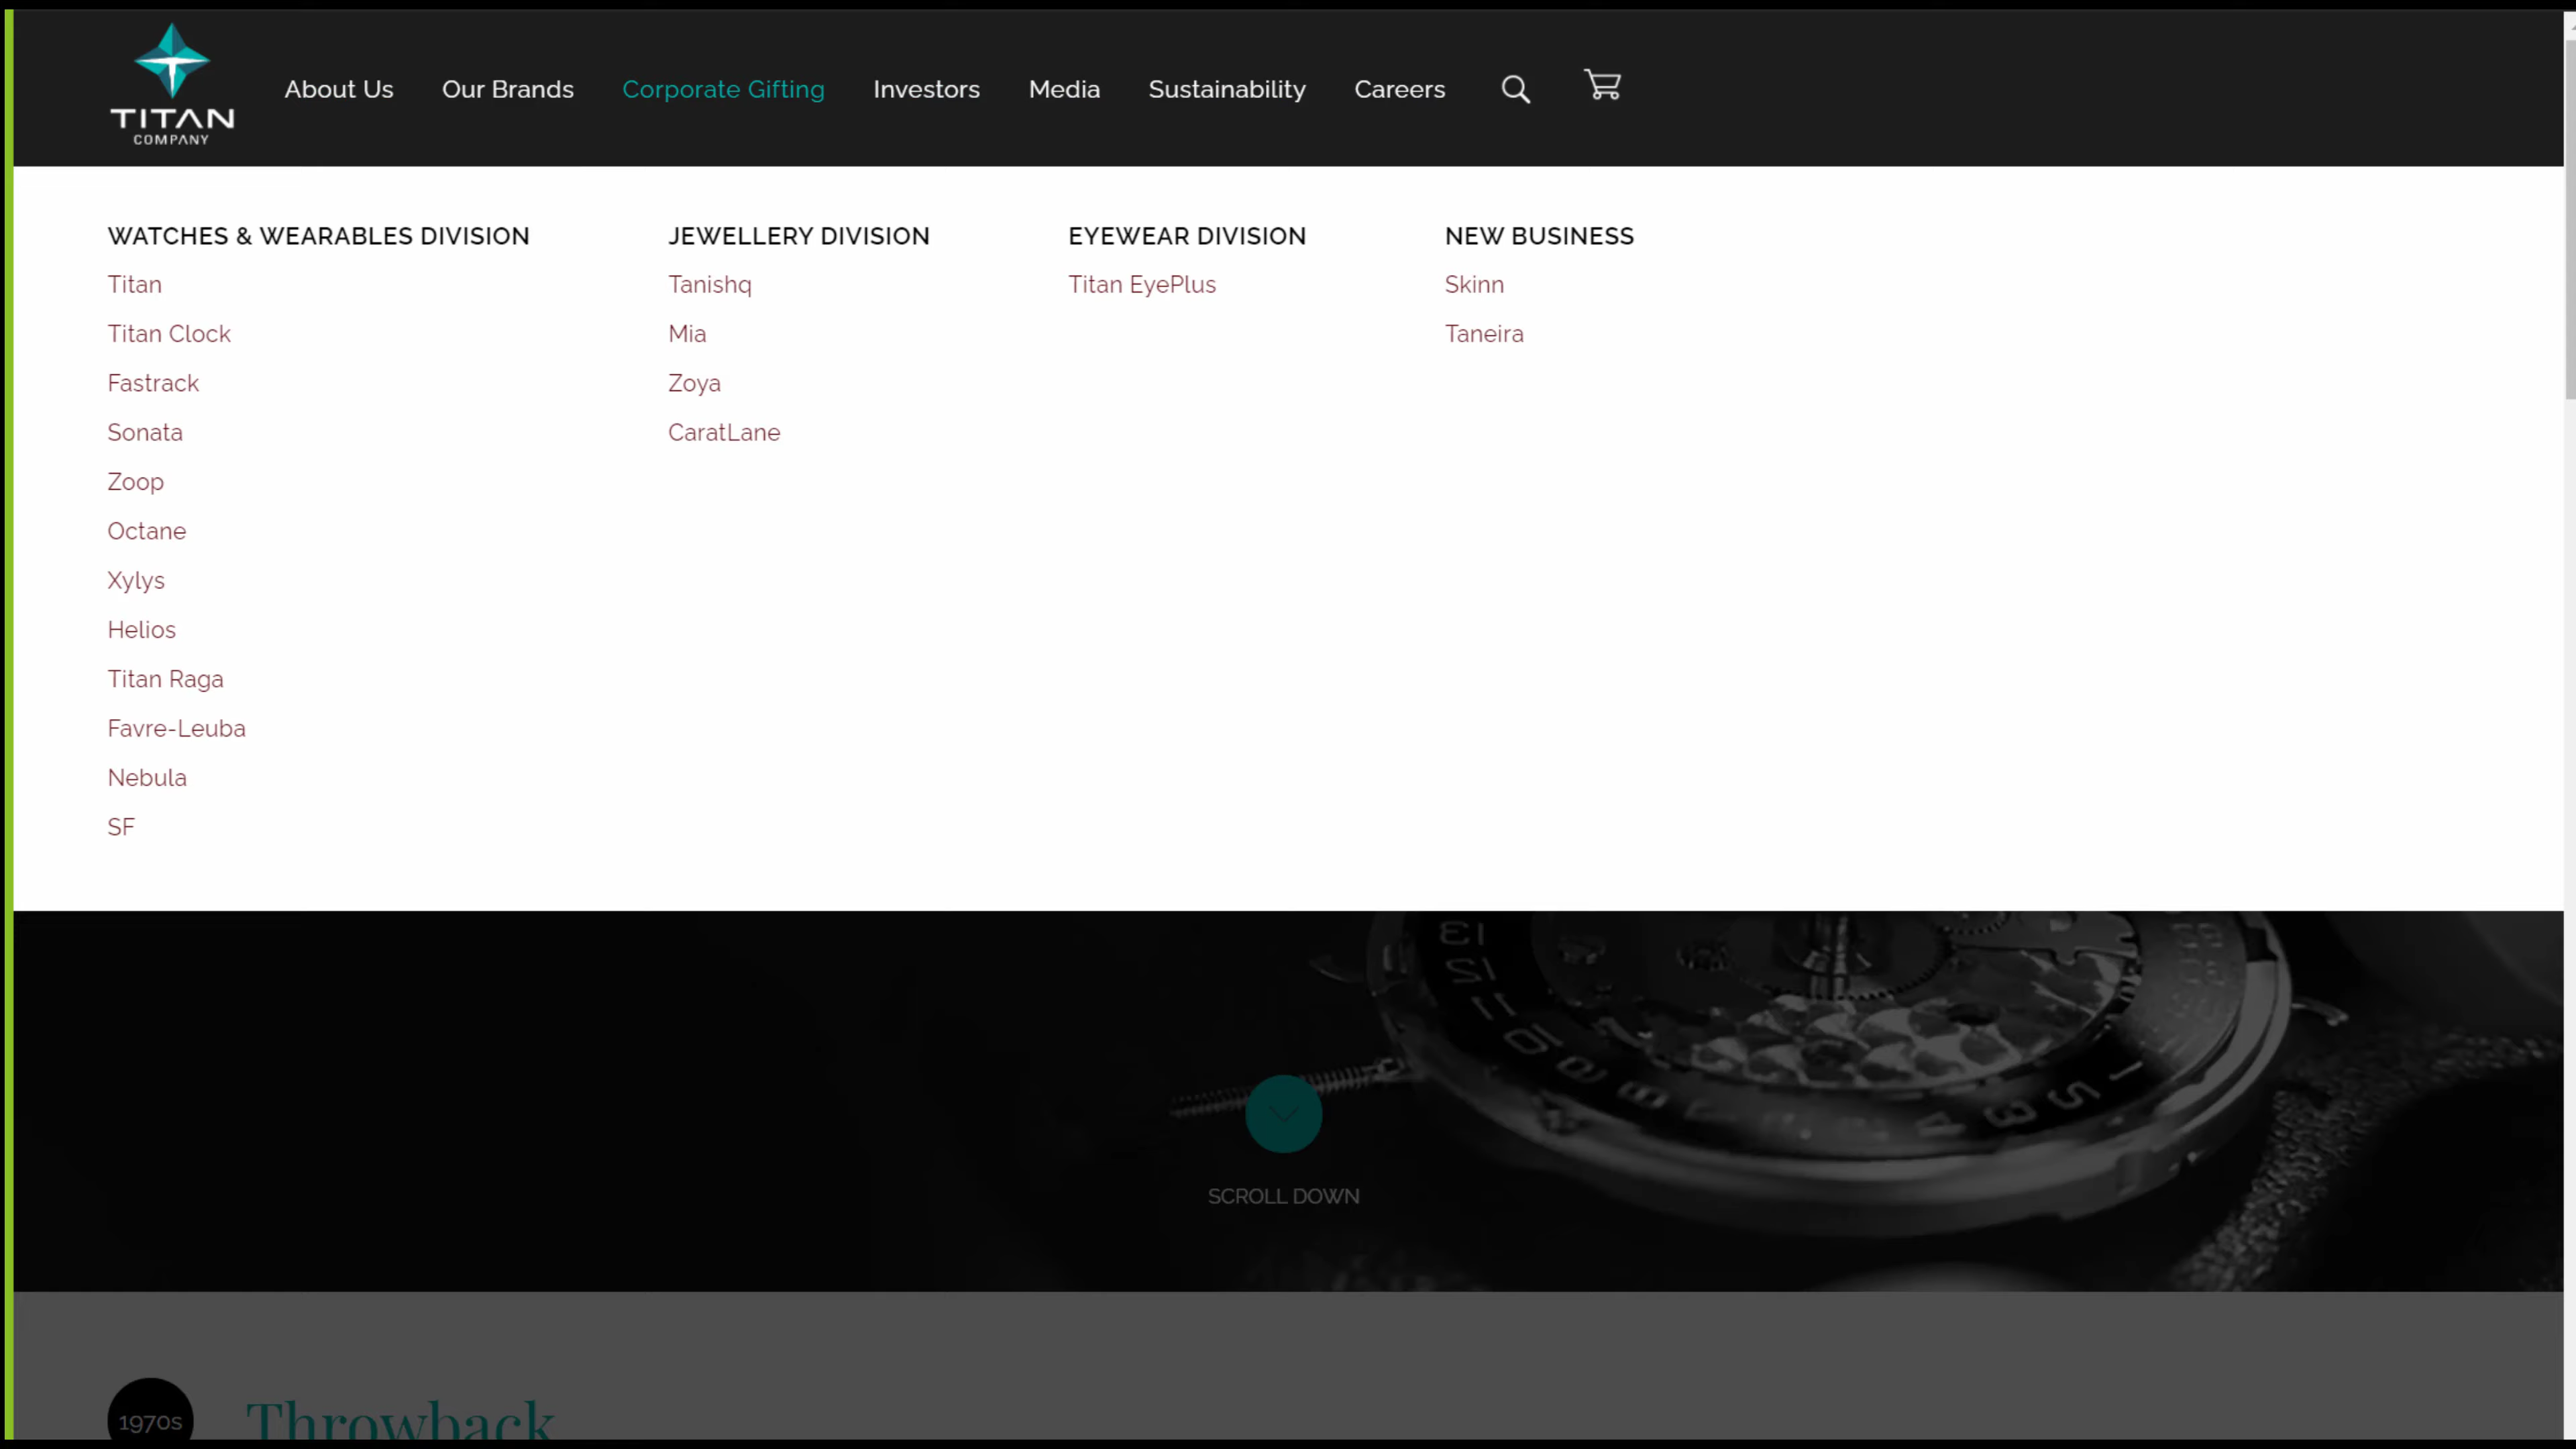 TITAN
COMPANY
About Us
Our Brands
Corporate Gifting
Investors
Media
Sustainability
Careers
WATCHES & WEARABLES DIVISION
Titan
Titan Clock
Fastrack
Sonata
Zoop
Octane
Xylys
Helios
Titan Raga
Favre-Leuba
Nebula
SF
JEWELLERY DIVISION
Tanishq
Mia
Zoya
CaratLane
EYEWEAR DIVISION
Titan EyePlus
NEW BUSINESS
Skinn
Taneira
SCROLL DOWN
1970s
Throwback